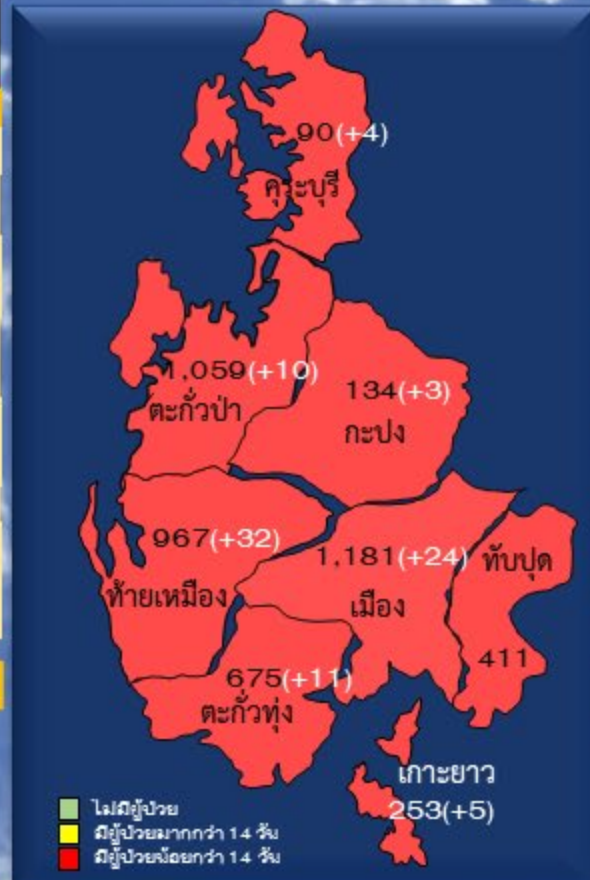 90(+4)
คุระบุรี
1,059(+10)
ตะกั่วป่า
134(+3)
กะปง
967(+32)
ท้ายเหมือง
1,181(+24)
เมือง
ทับปุด
411
675(+11)
ตะกั่วทุ่ง
เกาะยาว
253(+5)
ไม่มีผู้ป่วย
มีผู้ป่วยมากกว่า 14 วัน
มีผู้ป่วยน้อยกว่า 14 วัน